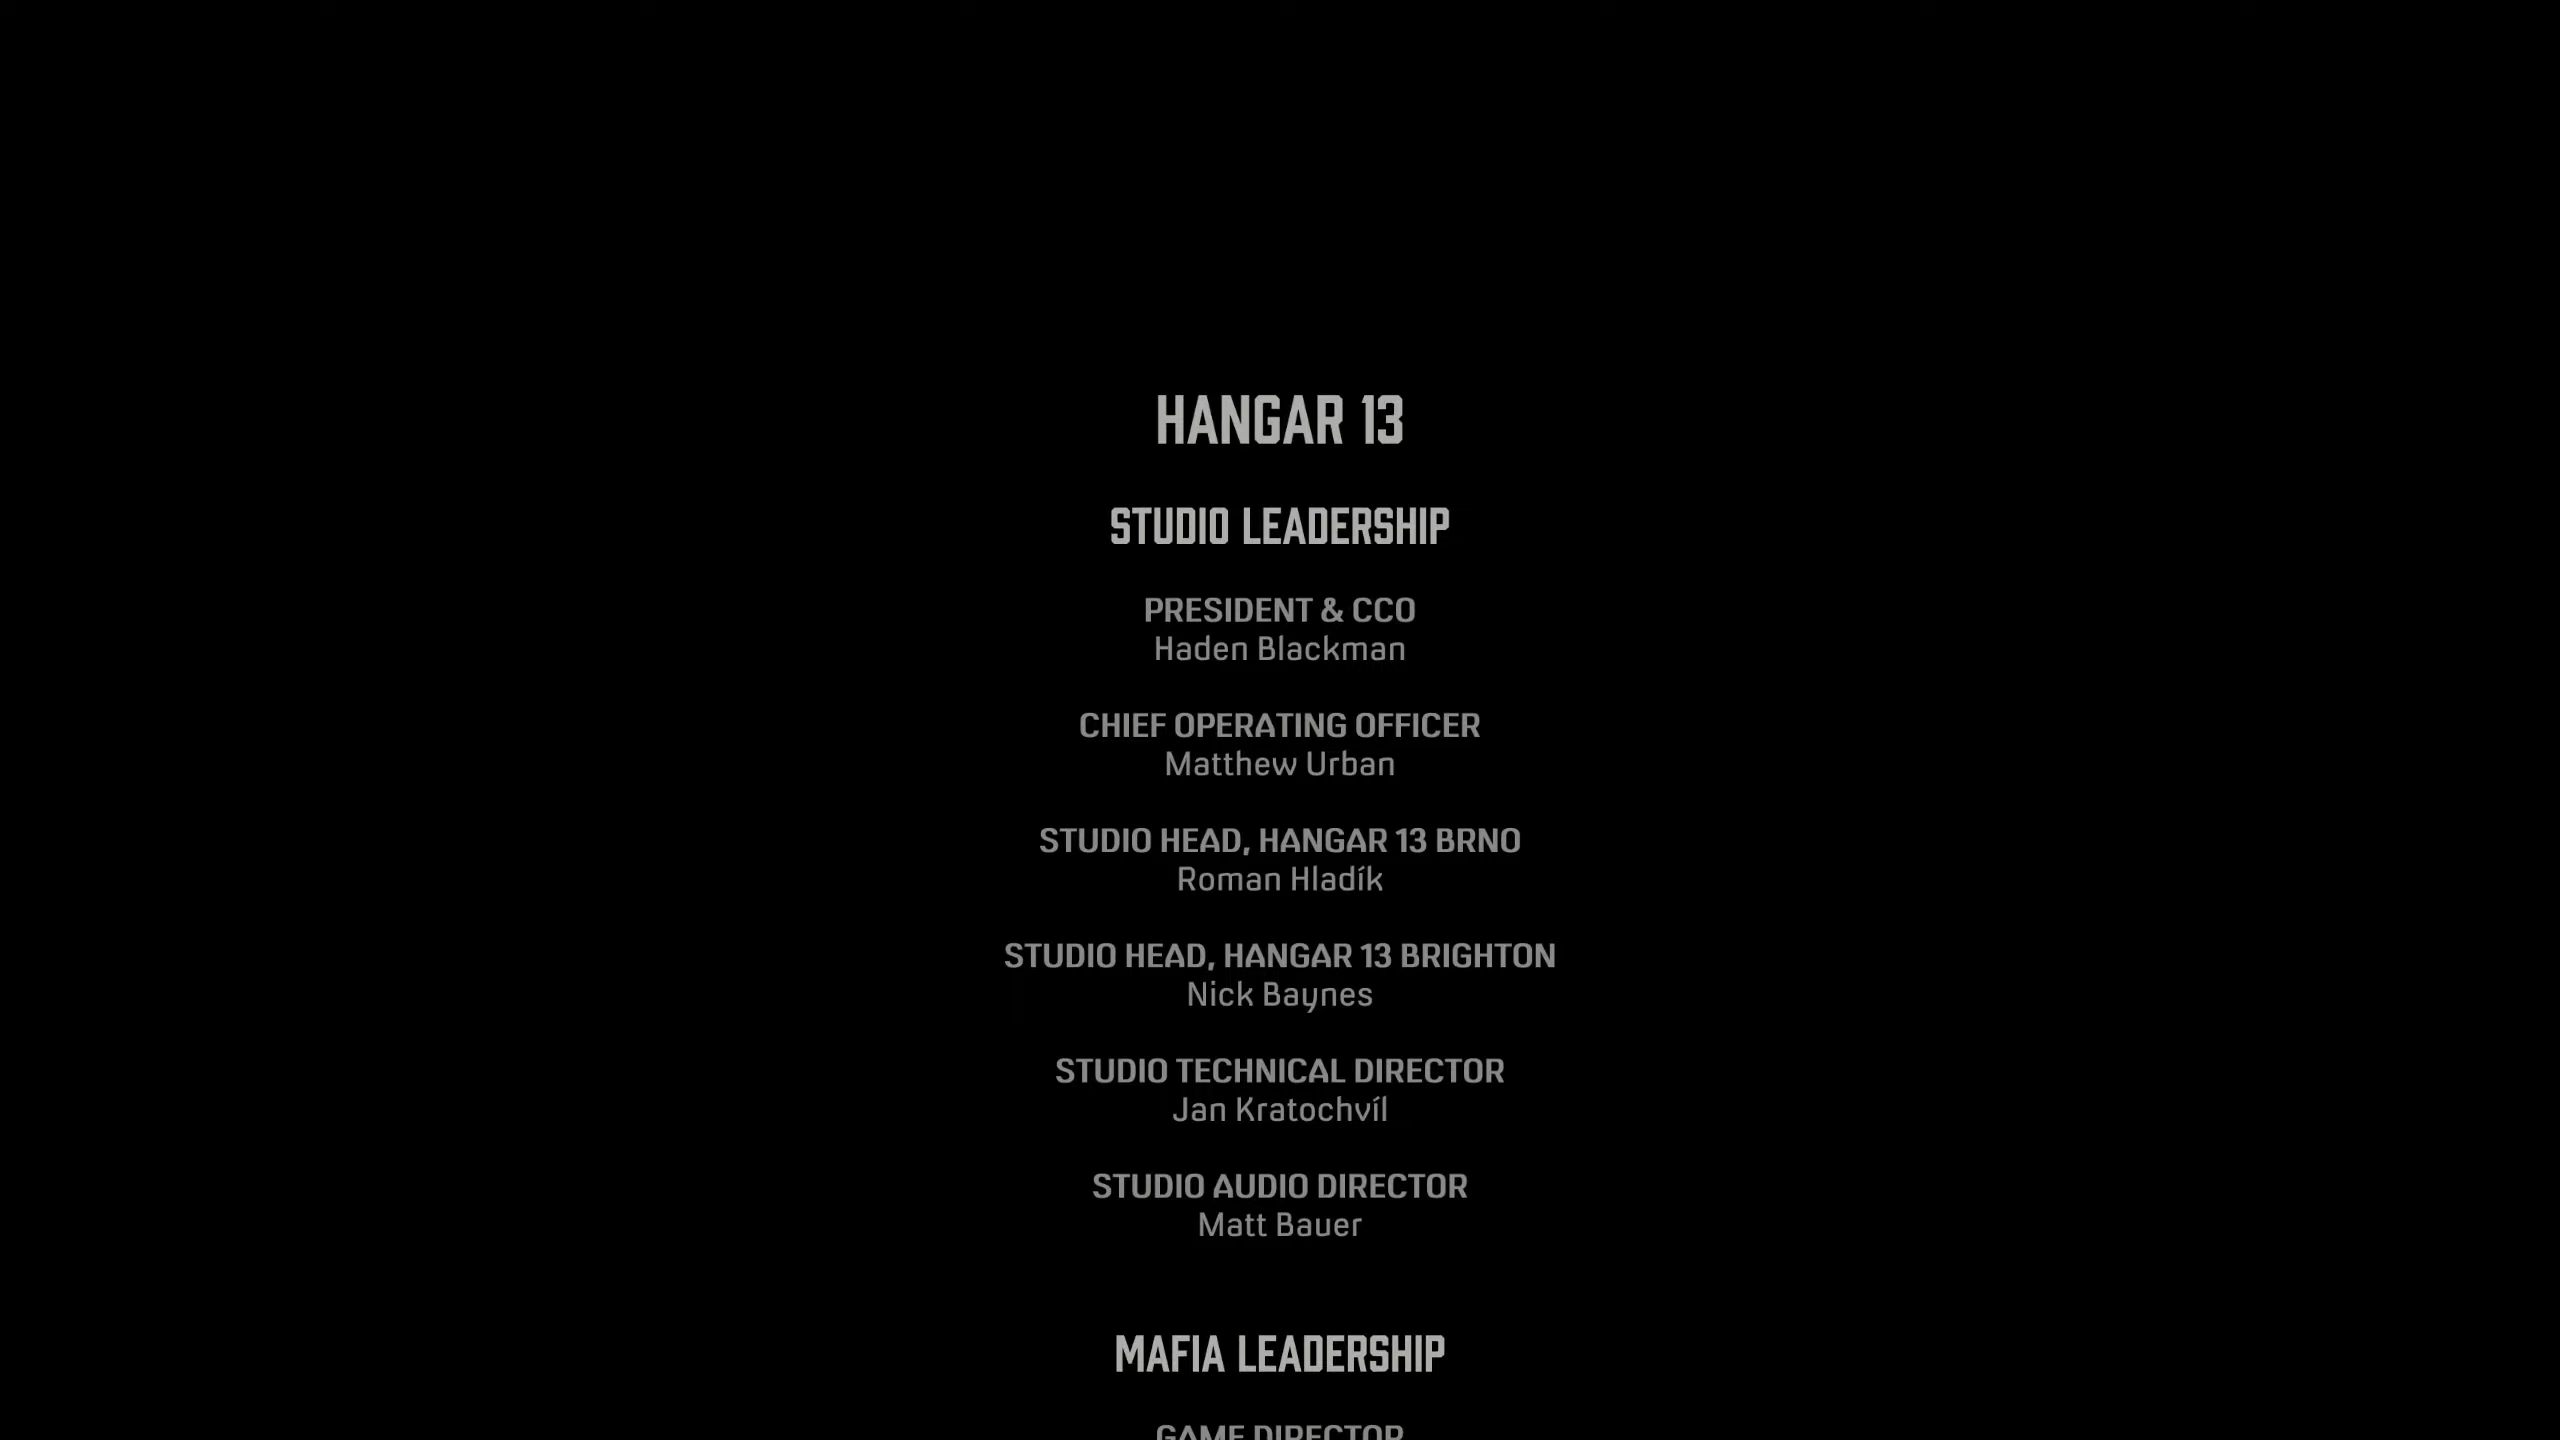 HANGAR 13
STUDIO LEADERSHIP
PRESIDENT & CCO
Haden Blackman
CHIEF OPERATING OFFICER
Matthew Urban
STUDIO HEAD, HANGAR 13 BRNO
Roman Hladík
STUDIO HEAD, HANGAR 13 BRIGHTON
Nick Baynes
STUDIO TECHNICAL DIRECTOR
Jan Kratochvíl
STUDIO AUDIO DIRECTOR
Matt Bauer
MAFIA LEADERSHIP
GAME DIRECTOR